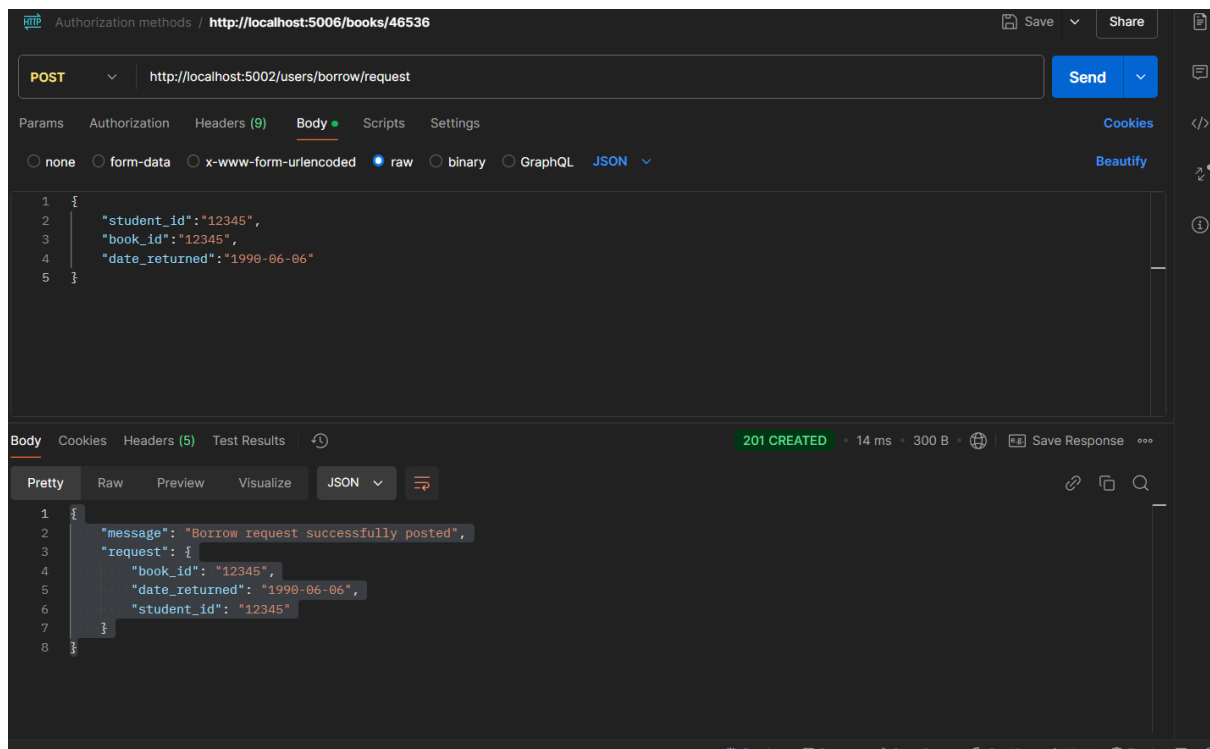 HTTP Authorization methods / http://localhost:5006/books/46536 Save Share
POST http://localhost:5002/users/borrow/request Send
Params Authorization Headers (9) Body Scripts Settings Cookies
none form-data x-www-form-urlencoded raw binary GraphQL JSON Beautify
1 {
2 "student_id":"12345",
3 "book_id":"12345",
4 "date_returned":"1990-06-06"
5 }
Body Cookies Headers (5) Test Results 201 CREATED 14 ms 300 B e.g. Save Response
Pretty Raw Preview Visualize JSON
1 {
2 "message": "Borrow request successfully posted",
3 "request": {
4 "book_id": "12345",
5 "date_returned": "1990-06-06",
6 "student_id": "12345"
7 }
8 }